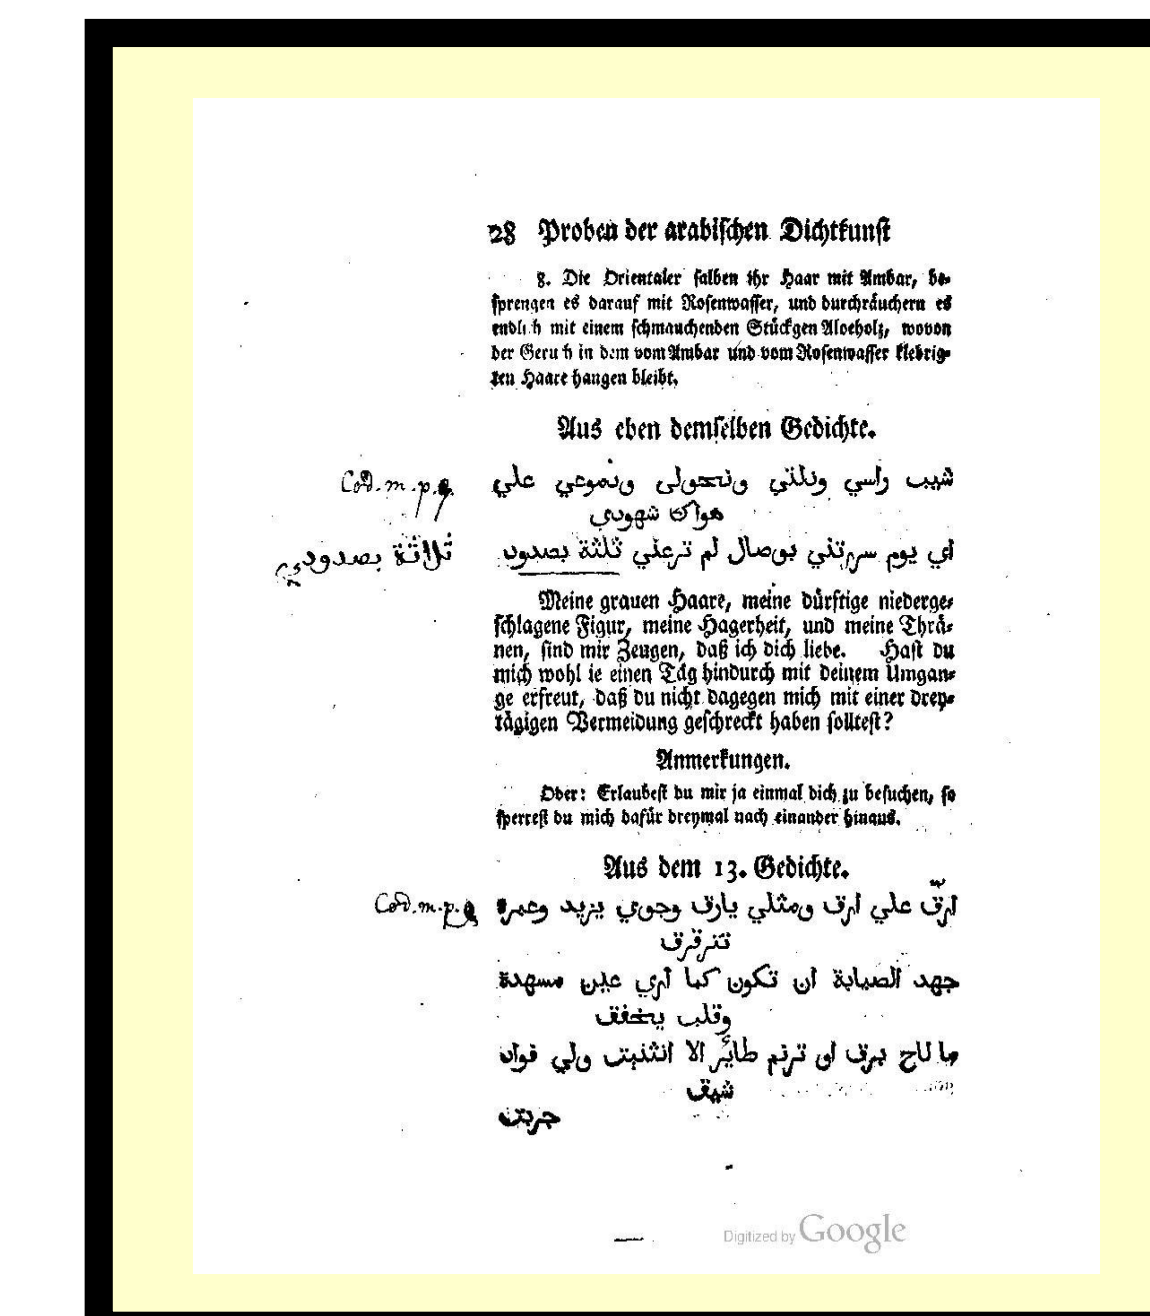 28 Proben der arabischen Dichtkunst
8. Die Orientaler salben ihr Haar mit Ambar, be-
sprengen es darauf mit Rosenwasser, und durchräuchern es
endlich mit einem schmauchenden Stückgen Aloeholz, wovon
der Geruch in dem vom Ambar und vom Rosenwasser klebrig-
ten Haare hangen bleibt.
Aus eben demselben Gedichte.
Cod. m. p. شيب راسي وذلتي ونحولي ودموعي علي
هواك شهودي
اي يوم سررتني بوصال لم ترعني ثلثة بصدود
ثلاثة بصدودي
Meine grauen Haare, meine dürftige niederge-
schlagene Figur, meine Hagerheit, und meine Thrä-
nen, sind mir Zeugen, daß ich dich liebe. Hast du
mich wohl ie einen Tag hindurch mit deinem Umgan-
ge erfreut, daß du nicht dagegen mich mit einer drey-
tägigen Vermeidung geschreckt haben solltest?
Anmerkungen.
Oder: Erlaubest du mir ja einmal dich zu besuchen, so
sperrest du mich dafür dreymal nach einander hinaus.
Aus dem 13. Gedichte.
Cod. m. p. ارق علي ارق ومثلي يارق وجوي يزيد وعبرة
تترقرق
جهد الصبابة ان تكون كما اري عين مسهدة
وقلب يخفق
ما لاح برق او ترنم طاير الا انثنيت ولي فواد
شيق
جربت
Digitized by Google